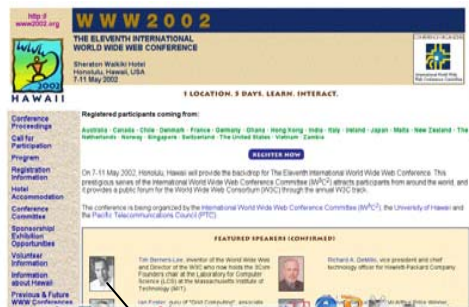 http://
www2002.org
WWW2002
THE ELEVENTH INTERNATIONAL
WORLD WIDE WEB CONFERENCE
Sheraton Waikiki Hotel
Honolulu, Hawaii, USA
7-11 May 2002
2002
HAWAII
1 LOCATION. 5 DAYS. LEARN. INTERACT.
Conference
Proceedings
Call for
Participation
Program
Registration
Information
Hotel
Accommodation
Conference
Committee
Sponsorship/
Exhibition
Opportunities
Volunteer
Information
Information
about Hawaii
Previous & Future
WWW Conferences
Registered participants coming from:
Australia · Canada · Chile · Denmark · France · Germany · Ghana · Hong Kong · India · Italy · Ireland · Japan · Malta · New Zealand · The
Netherlands · Norway · Singapore · Switzerland · The United States · Vietnam · Zambia
REGISTER NOW
On 7-11 May 2002, Honolulu, Hawaii will provide the backdrop for The Eleventh International World Wide Web Conference. This
prestigious series of the International World Wide Web Conference Committee (IW3C2) attracts participants from around the world, and
it provides a public forum for the World Wide Web Consortium (W3C) through the annual W3C track.
The conference is being organized by the International World Wide Web Conference Committee (IW3C2), the University of Hawaii and
the Pacific Telecommunications Council (PTC).
FEATURED SPEAKERS (CONFIRMED)
Tim Berners-Lee, inventor of the World Wide Web
and Director of the W3C and now holds the 3Com
Founders chair at the Laboratory for Computer
Science (LCS) at the Massachusetts Institute of
Technology (MIT)
Richard A. DeMillo, vice president and chief
technology officer for Hewlett-Packard Company
Ian Foster, guru of "Grid Computing", associate